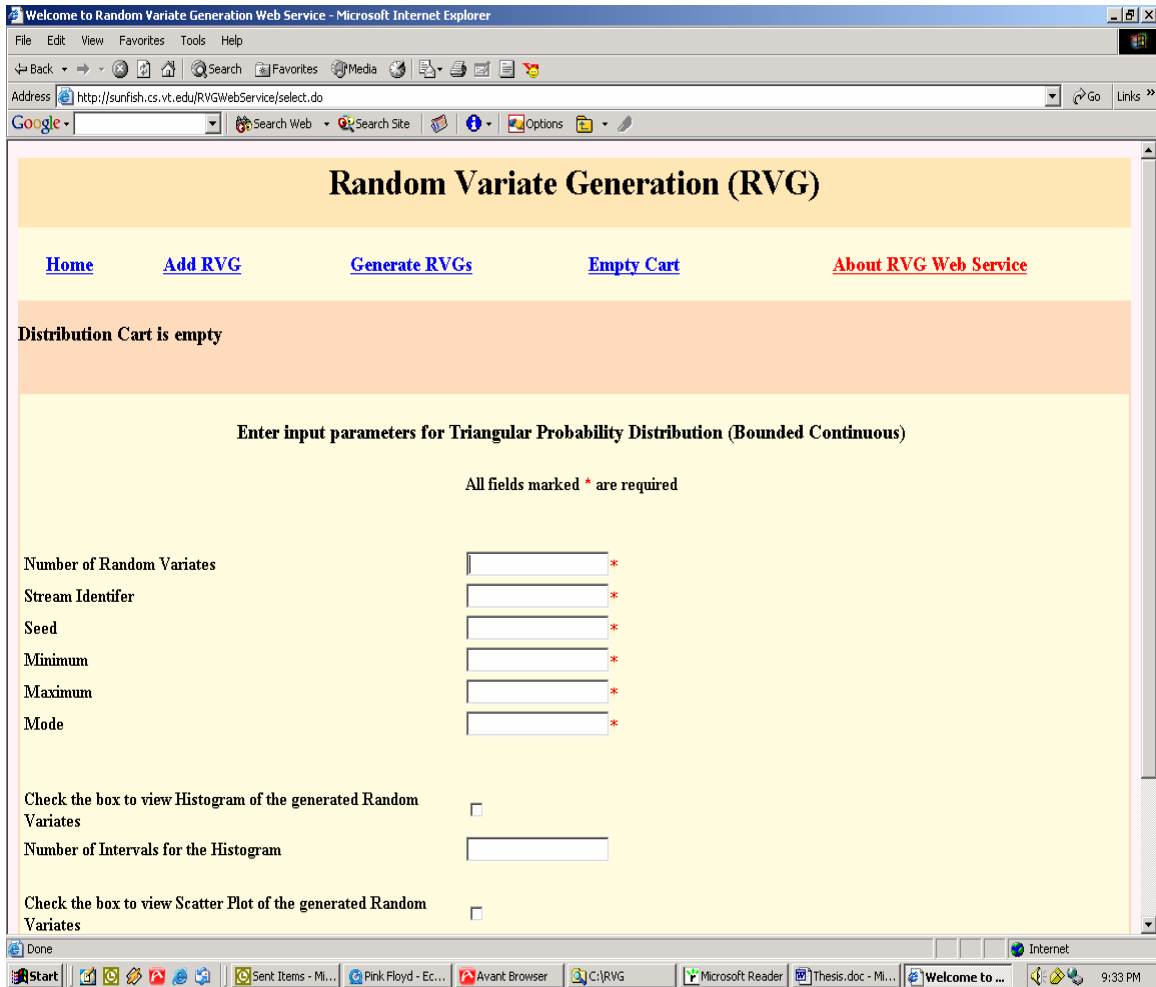 Welcome to Random Variate Generation Web Service - Microsoft Internet Explorer
File Edit View Favorites Tools Help
Back Search Favorites Media
Address http://sunfish.cs.vt.edu/RVGWebService/select.do Go Links »
Google Search Web Search Site Options
Random Variate Generation (RVG)
Home Add RVG Generate RVGs Empty Cart About RVG Web Service
Distribution Cart is empty
Enter input parameters for Triangular Probability Distribution (Bounded Continuous)
All fields marked * are required
Number of Random Variates *
Stream Identifer *
Seed *
Minimum *
Maximum *
Mode *
Check the box to view Histogram of the generated Random
Variates
Number of Intervals for the Histogram
Check the box to view Scatter Plot of the generated Random
Variates
Done Internet
Start Sent Items - Mi... Pink Floyd - Ec... Avant Browser C:\RVG Microsoft Reader Thesis.doc - Mi... Welcome to ... 9:33 PM